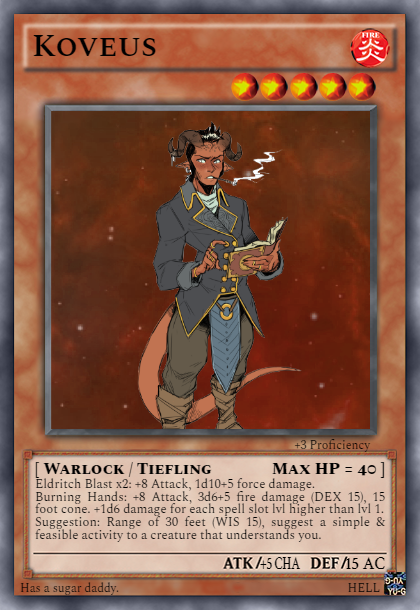 Koveus
FIRE
炎
+3 Proficiency
[ Warlock / Tiefling Max HP = 40 ]
Eldritch Blast x2: +8 Attack, 1d10+5 force damage.
Burning Hands: +8 Attack, 3d6+5 fire damage (DEX 15), 15
foot cone. +1d6 damage for each spell slot lvl higher than lvl 1.
Suggestion: Range of 30 feet (WIS 15), suggest a simple &
feasible activity to a creature that understands you.
ATK/+5 CHA DEF/15 AC
Has a sugar daddy.
HELL